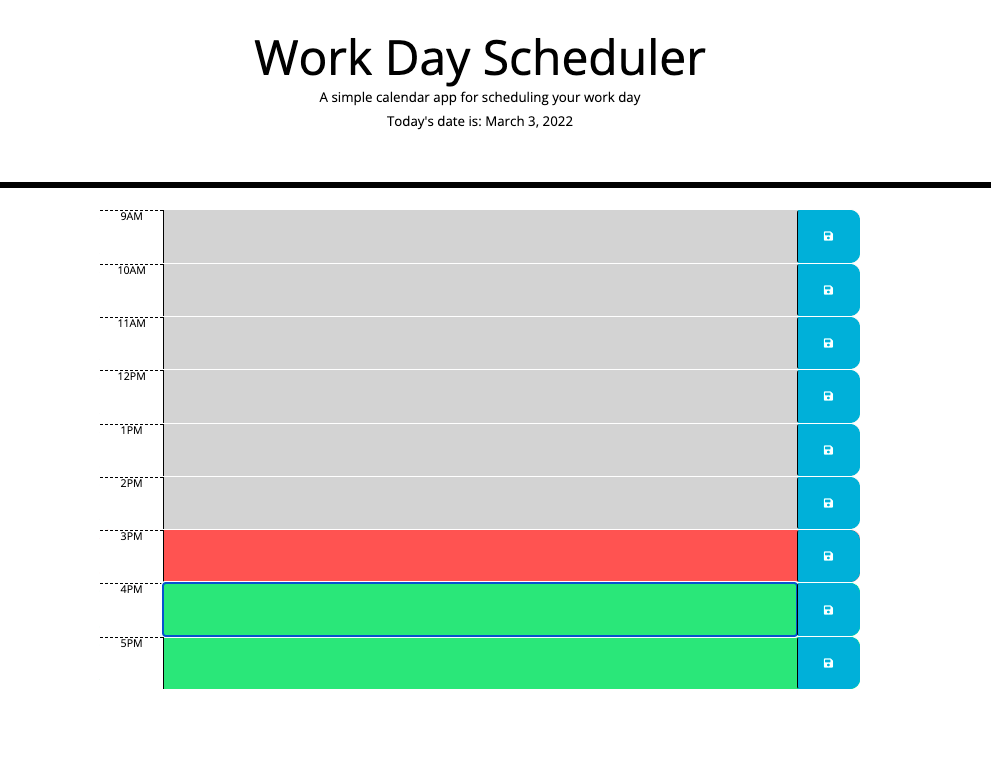 Work Day Scheduler
A simple calendar app for scheduling your work day
Today's date is: March 3, 2022
9AM
10AM
11AM
12PM
1PM
2PM
3PM
4PM
5PM